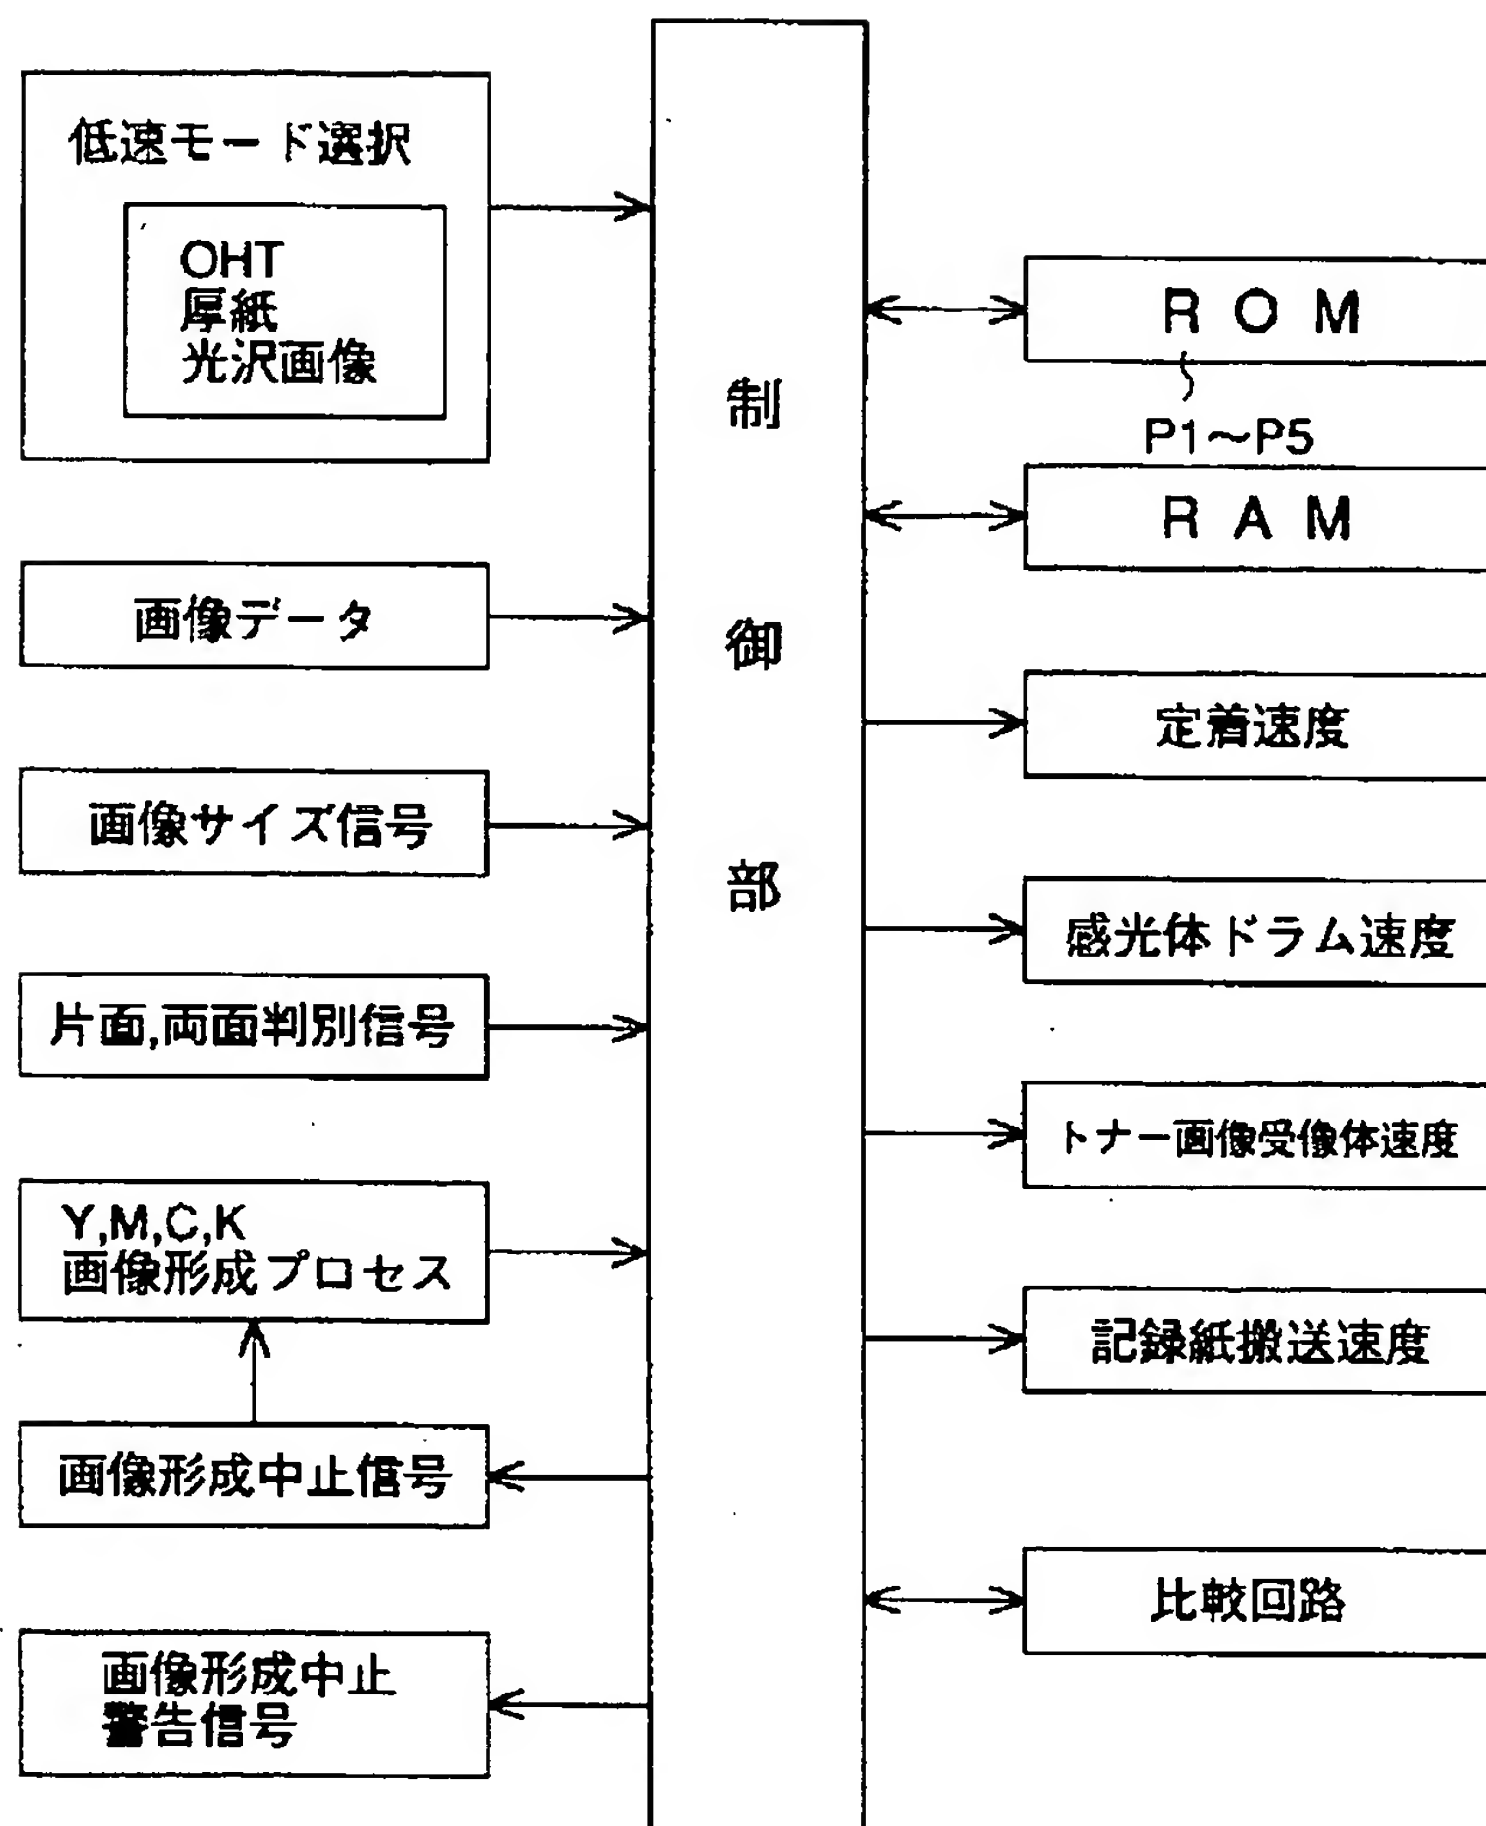 低速モード選択
OHT
厚紙
光沢画像
画像データ
画像サイズ信号
片面,両面判別信号
Y,M,C,K
画像形成プロセス
画像形成中止信号
画像形成中止
警告信号
制
御
部
ROM
P1～P5
RAM
定着速度
感光体ドラム速度
トナー画像受像体速度
記録紙搬送速度
比較回路